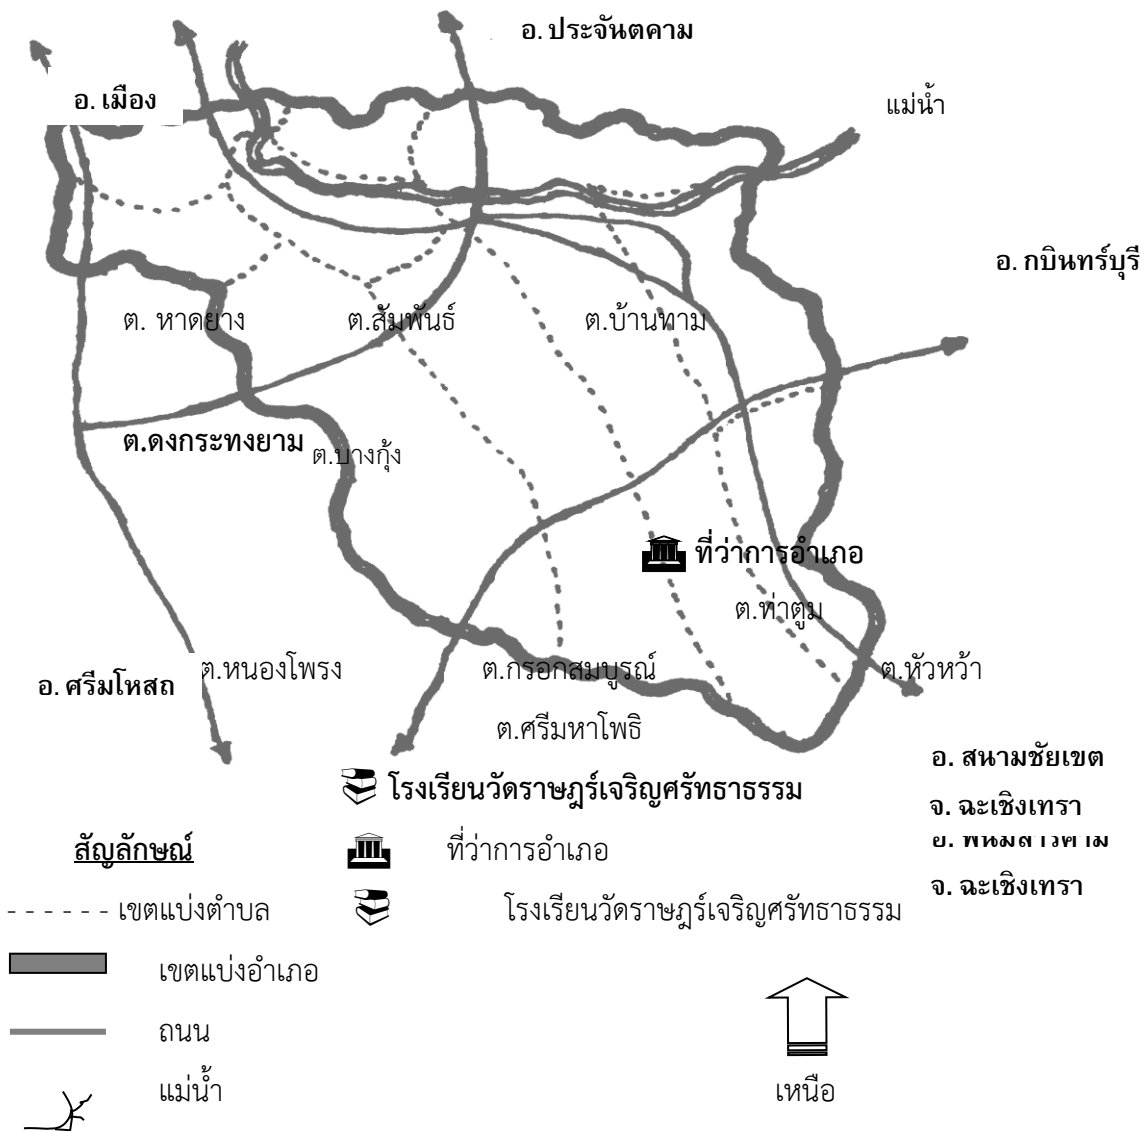 อ. ประจันตคาม
อ. เมือง
แม่น้ำ
อ. กบินทร์บุรี
ต. หาดยาง
ต.สัมพันธ์
ต.บ้านทาม
ต.ดงกระทงยาม
ต.บางกุ้ง
ที่ว่าการอำเภอ
ต.ท่าตูม
ต.หนองโพรง
ต.กรอกสมบูรณ์
ต.หัวหว้า
อ. ศรีมโหสถ
ต.ศรีมหาโพธิ
อ. สนามชัยเขต
โรงเรียนวัดราษฎร์เจริญศรัทธาธรรม
จ. ฉะเชิงเทรา
อ. พนมสารคาม
สัญลักษณ์
ที่ว่าการอำเภอ
จ. ฉะเชิงเทรา
เขตแบ่งตำบล
โรงเรียนวัดราษฎร์เจริญศรัทธาธรรม
เขตแบ่งอำเภอ
ถนน
แม่น้ำ
เหนือ